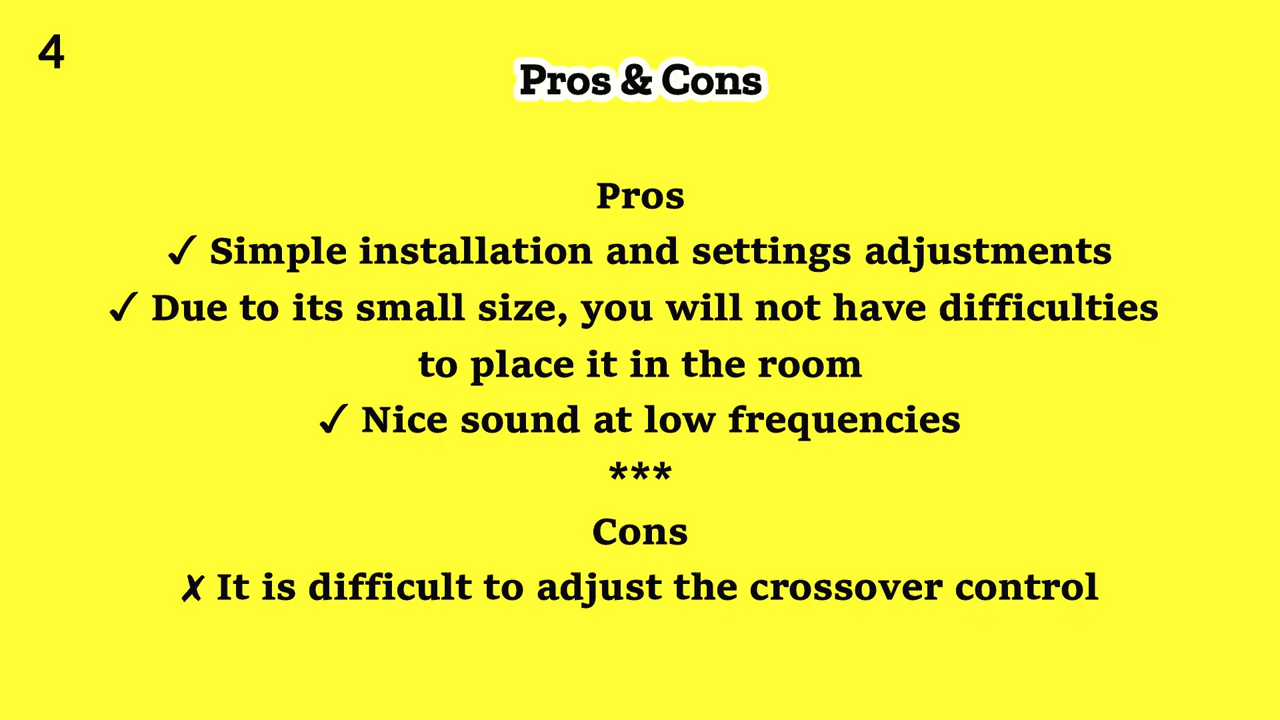 4
Pros & Cons
Pros
✓ Simple installation and settings adjustments
✓ Due to its small size, you will not have difficulties
to place it in the room
✓ Nice sound at low frequencies
***
Cons
✗ It is difficult to adjust the crossover control